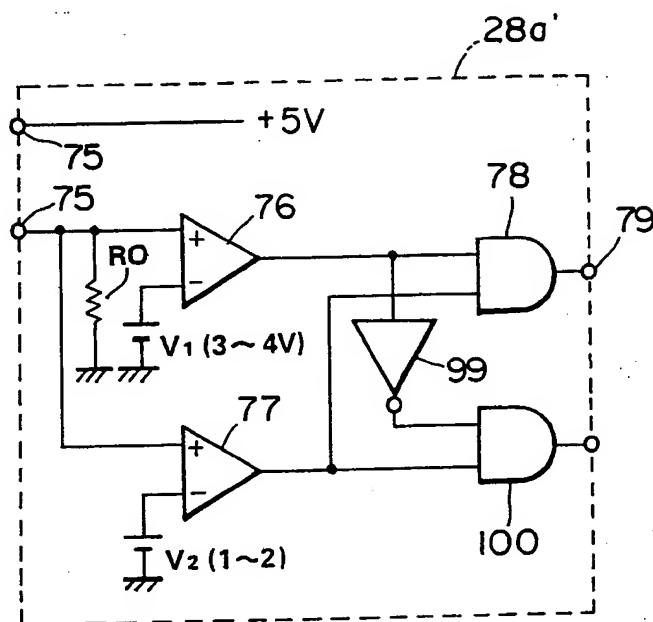 28a'
+5V
75
75
76
78
79
RO
+
-
V1 (3～4V)
99
77
+
-
V2 (1～2)
100